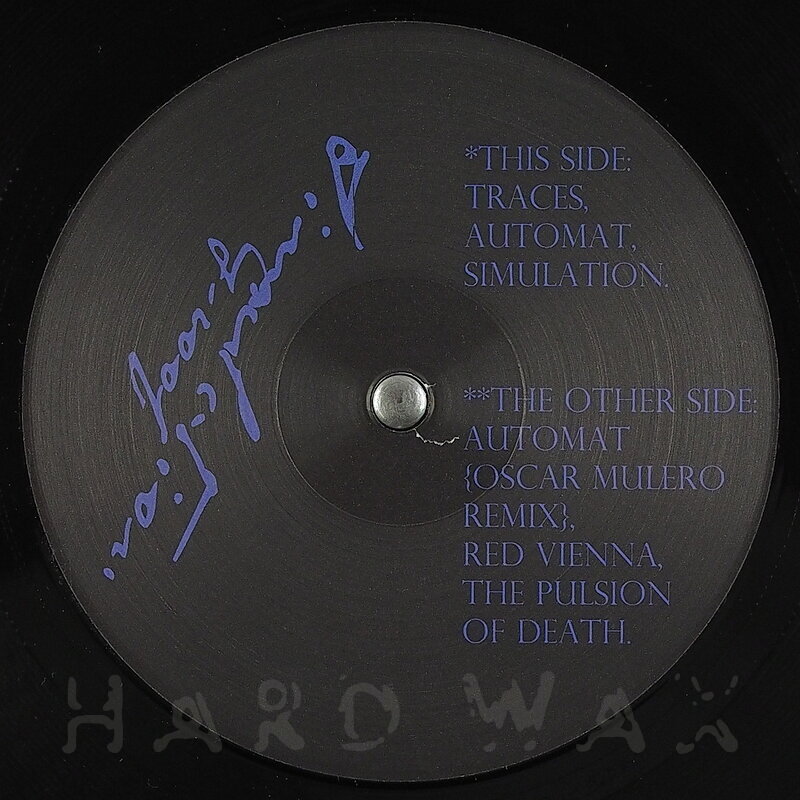 *THIS SIDE:
TRACES,
AUTOMAT,
SIMULATION.
**THE OTHER SIDE:
AUTOMAT
{OSCAR MULERO
REMIX},
RED VIENNA,
THE PULSION
OF DEATH.
HARD WAX